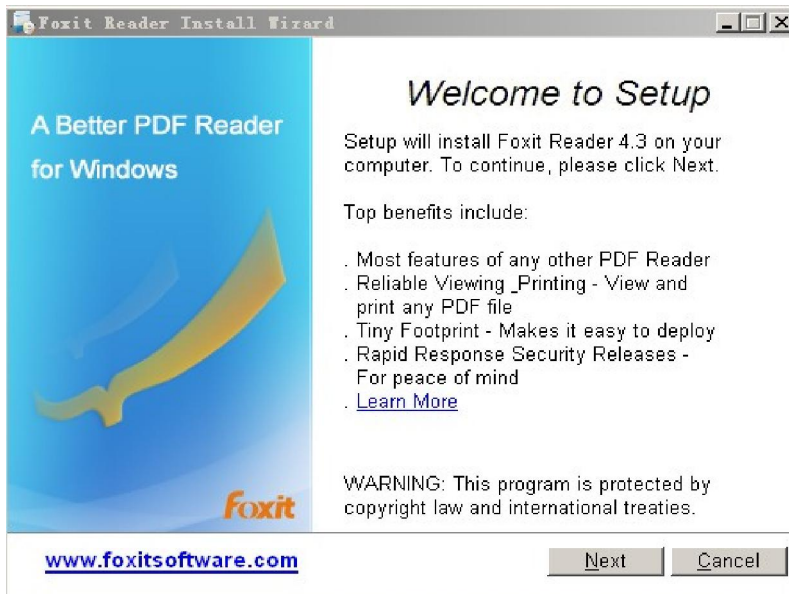 Foxit Reader Install Wizard
A Better PDF Reader
for Windows
Foxit
Welcome to Setup
Setup will install Foxit Reader 4.3 on your
computer. To continue, please click Next.
Top benefits include:
. Most features of any other PDF Reader
. Reliable Viewing _Printing - View and
print any PDF file
. Tiny Footprint - Makes it easy to deploy
. Rapid Response Security Releases -
For peace of mind
. Learn More
WARNING: This program is protected by
copyright law and international treaties.
www.foxitsoftware.com
Next
Cancel